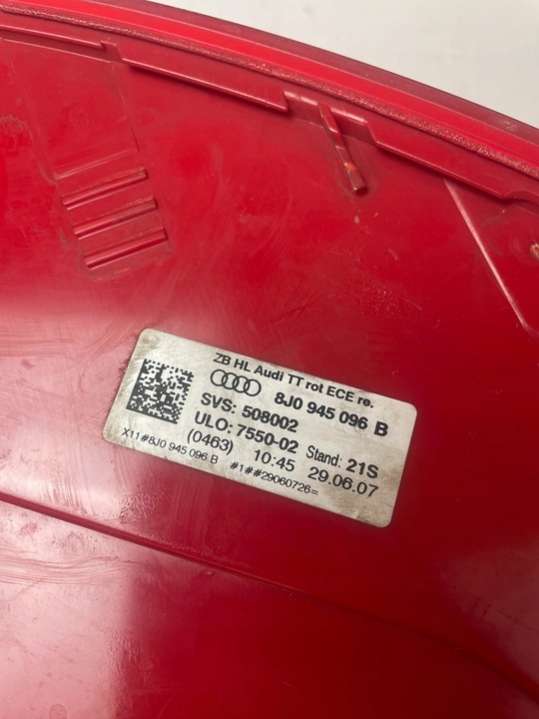 ZB HL Audi TT rot ECE re.
8J0 945 096 B
SVS: 508002
ULO: 7550-02 Stand: 21S
(0463) 10:45 29.06.07
X11#8J0 945 096 B #1##29060726=